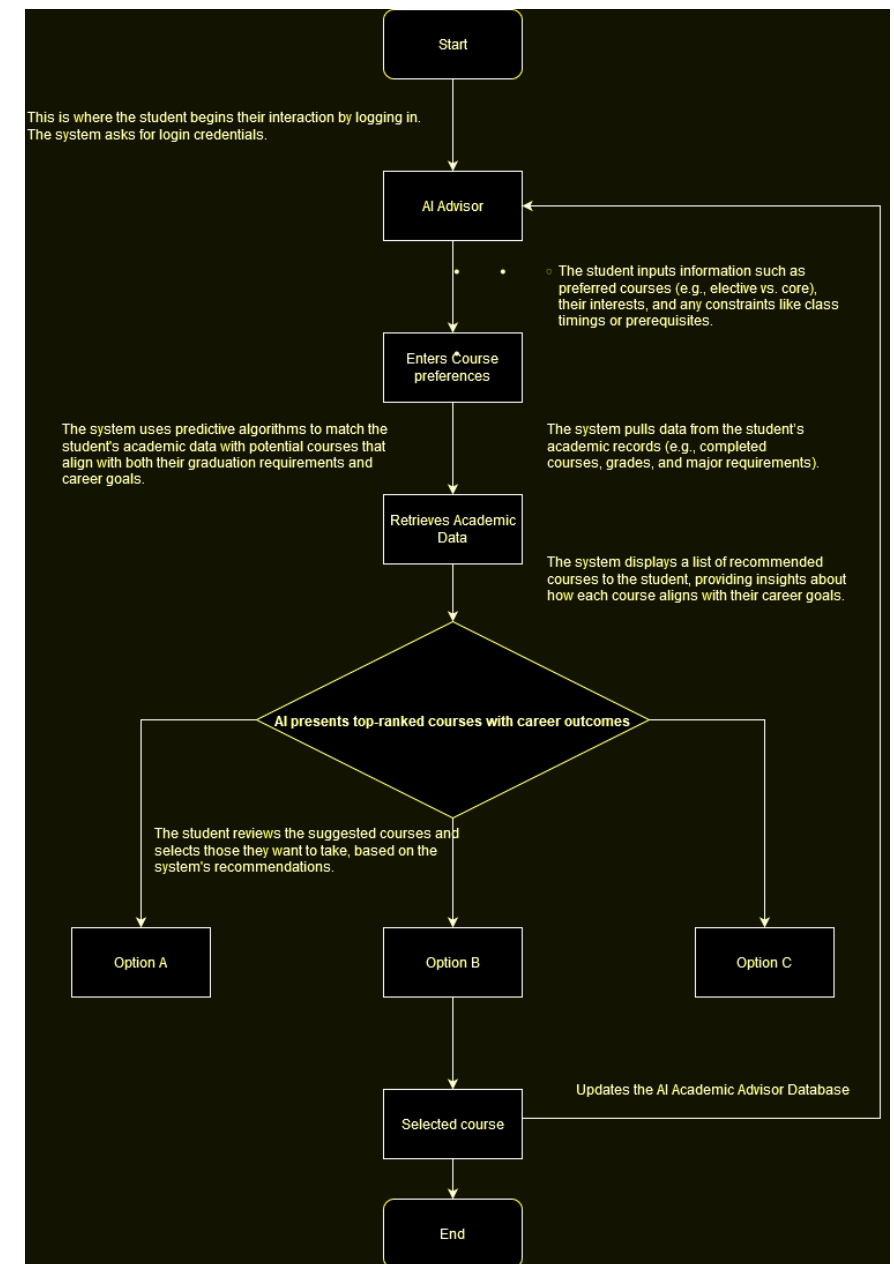 Start
This is where the student begins their interaction by logging in.
The system asks for login credentials.
AI Advisor
The student inputs information such as
preferred courses (e.g., elective vs. core),
their interests, and any constraints like class
timings or prerequisites.
Enters Course
preferences
The system uses predictive algorithms to match the
student's academic data with potential courses that
align with both their graduation requirements and
career goals.
The system pulls data from the student's
academic records (e.g., completed
courses, grades, and major requirements).
Retrieves Academic
Data
The system displays a list of recommended
courses to the student, providing insights about
how each course aligns with their career goals.
AI presents top-ranked courses with career outcomes
The student reviews the suggested courses and
selects those they want to take, based on the
system's recommendations.
Option A
Option B
Option C
Updates the AI Academic Advisor Database
Selected course
End